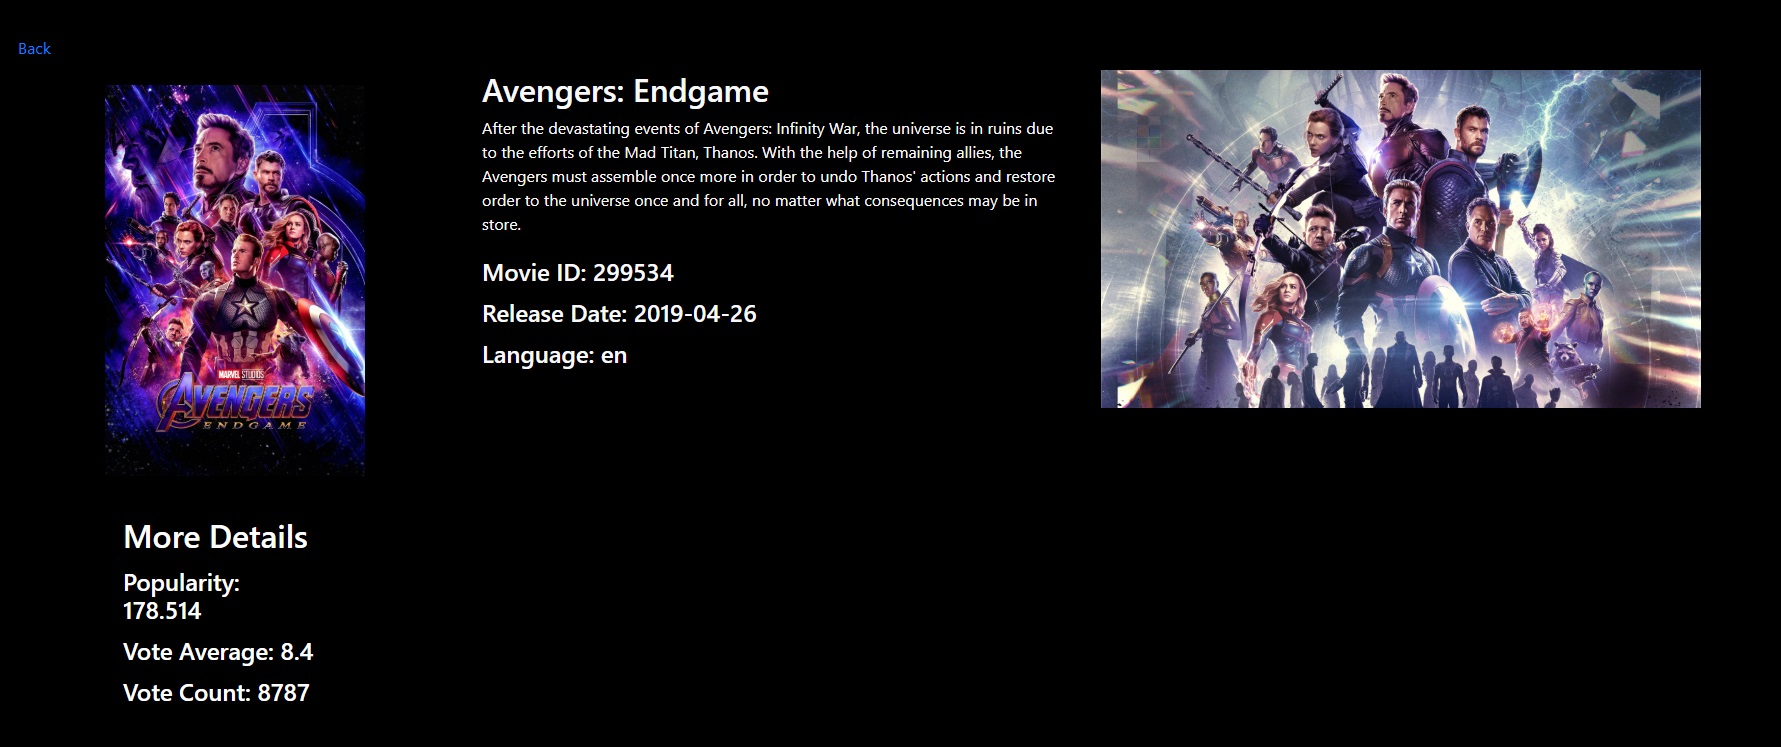 Back
Avengers: Endgame
After the devastating events of Avengers: Infinity War, the universe is in ruins due
to the efforts of the Mad Titan, Thanos. With the help of remaining allies, the
Avengers must assemble once more in order to undo Thanos' actions and restore
order to the universe once and for all, no matter what consequences may be in
store.
Movie ID: 299534
Release Date: 2019-04-26
Language: en
MARVEL STUDIOS
AVENGERS
ENDGAME
More Details
Popularity:
178.514
Vote Average: 8.4
Vote Count: 8787